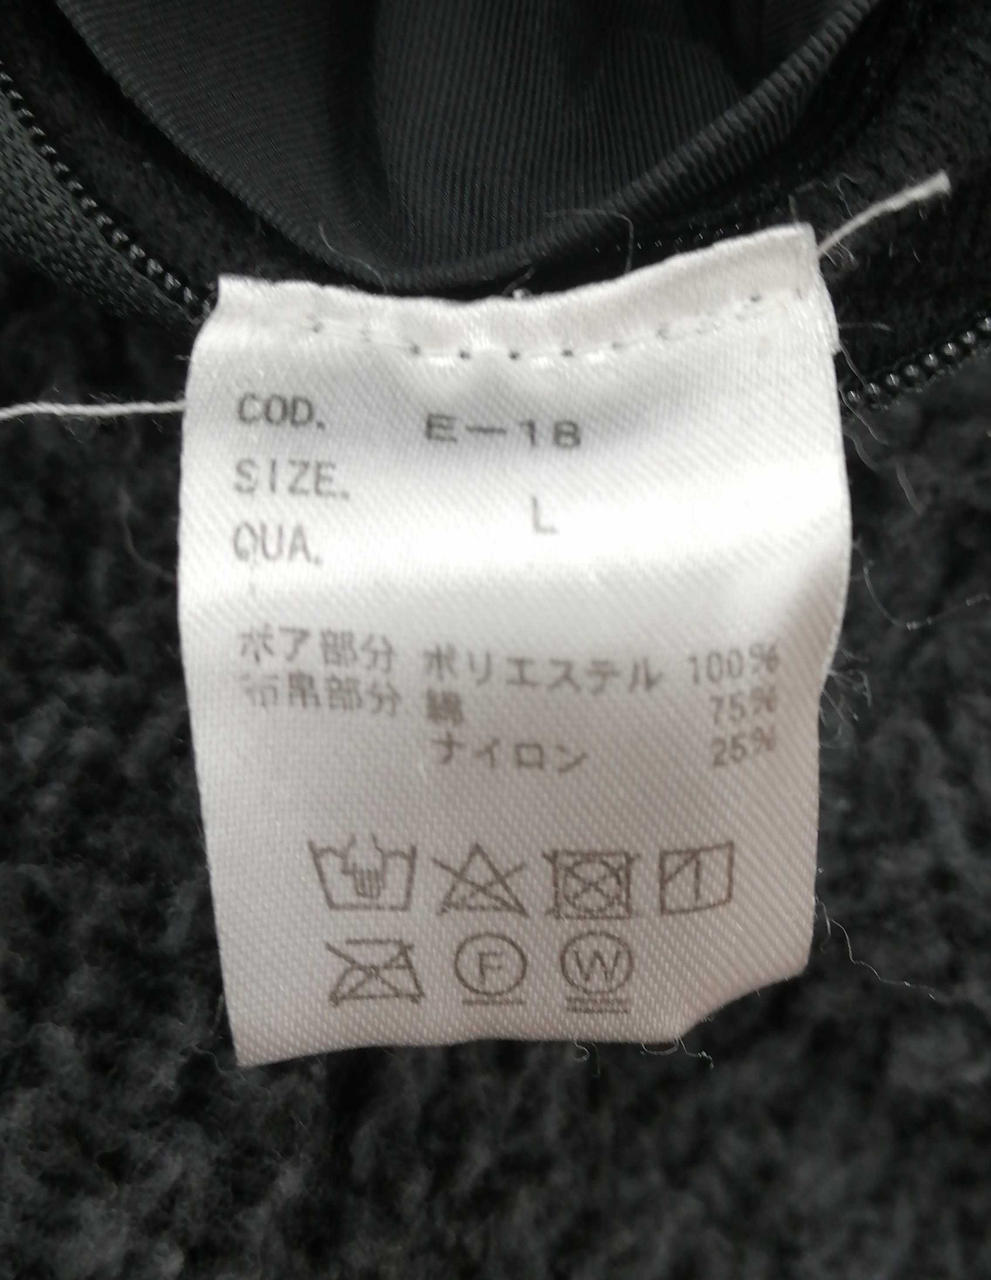 COD. E-18
SIZE. L
QUA.
ボア部分 ポリエステル 100%
布帛部分 綿 75%
ナイロン 25%
F W